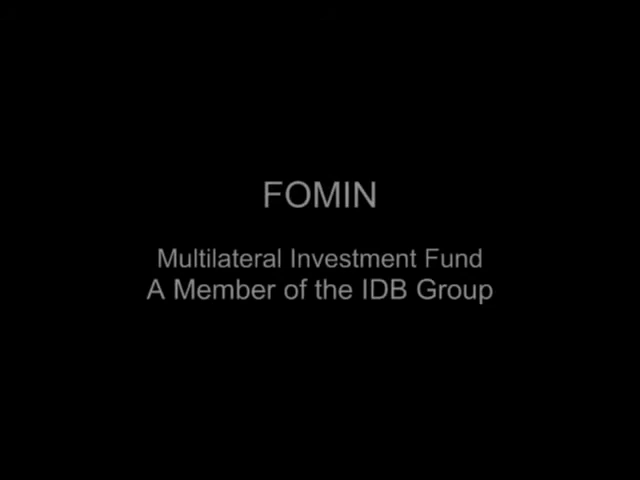 FOMIN
Multilateral Investment Fund
A Member of the IDB Group